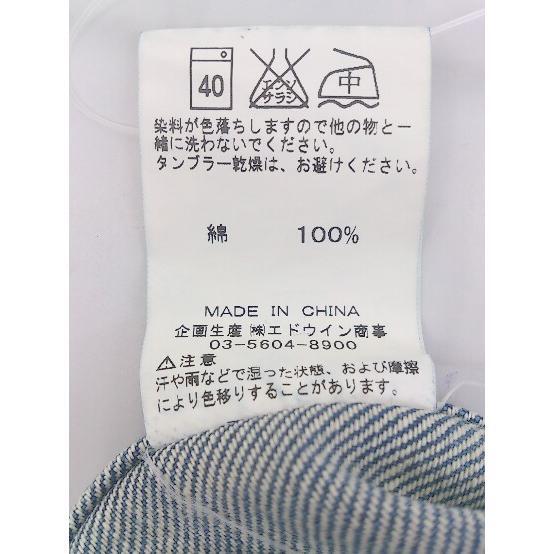 40 エンソ サラシ 中
染料が色落ちしますので他の物と一
緒に洗わないでください。
タンブラー乾燥は、お避けください。
綿 100%
MADE IN CHINA
企画生産 ㈱エドウイン商事
03-5604-8900
⚠注意
汗や雨などで湿った状態、および摩擦
により色移りすることがあります。